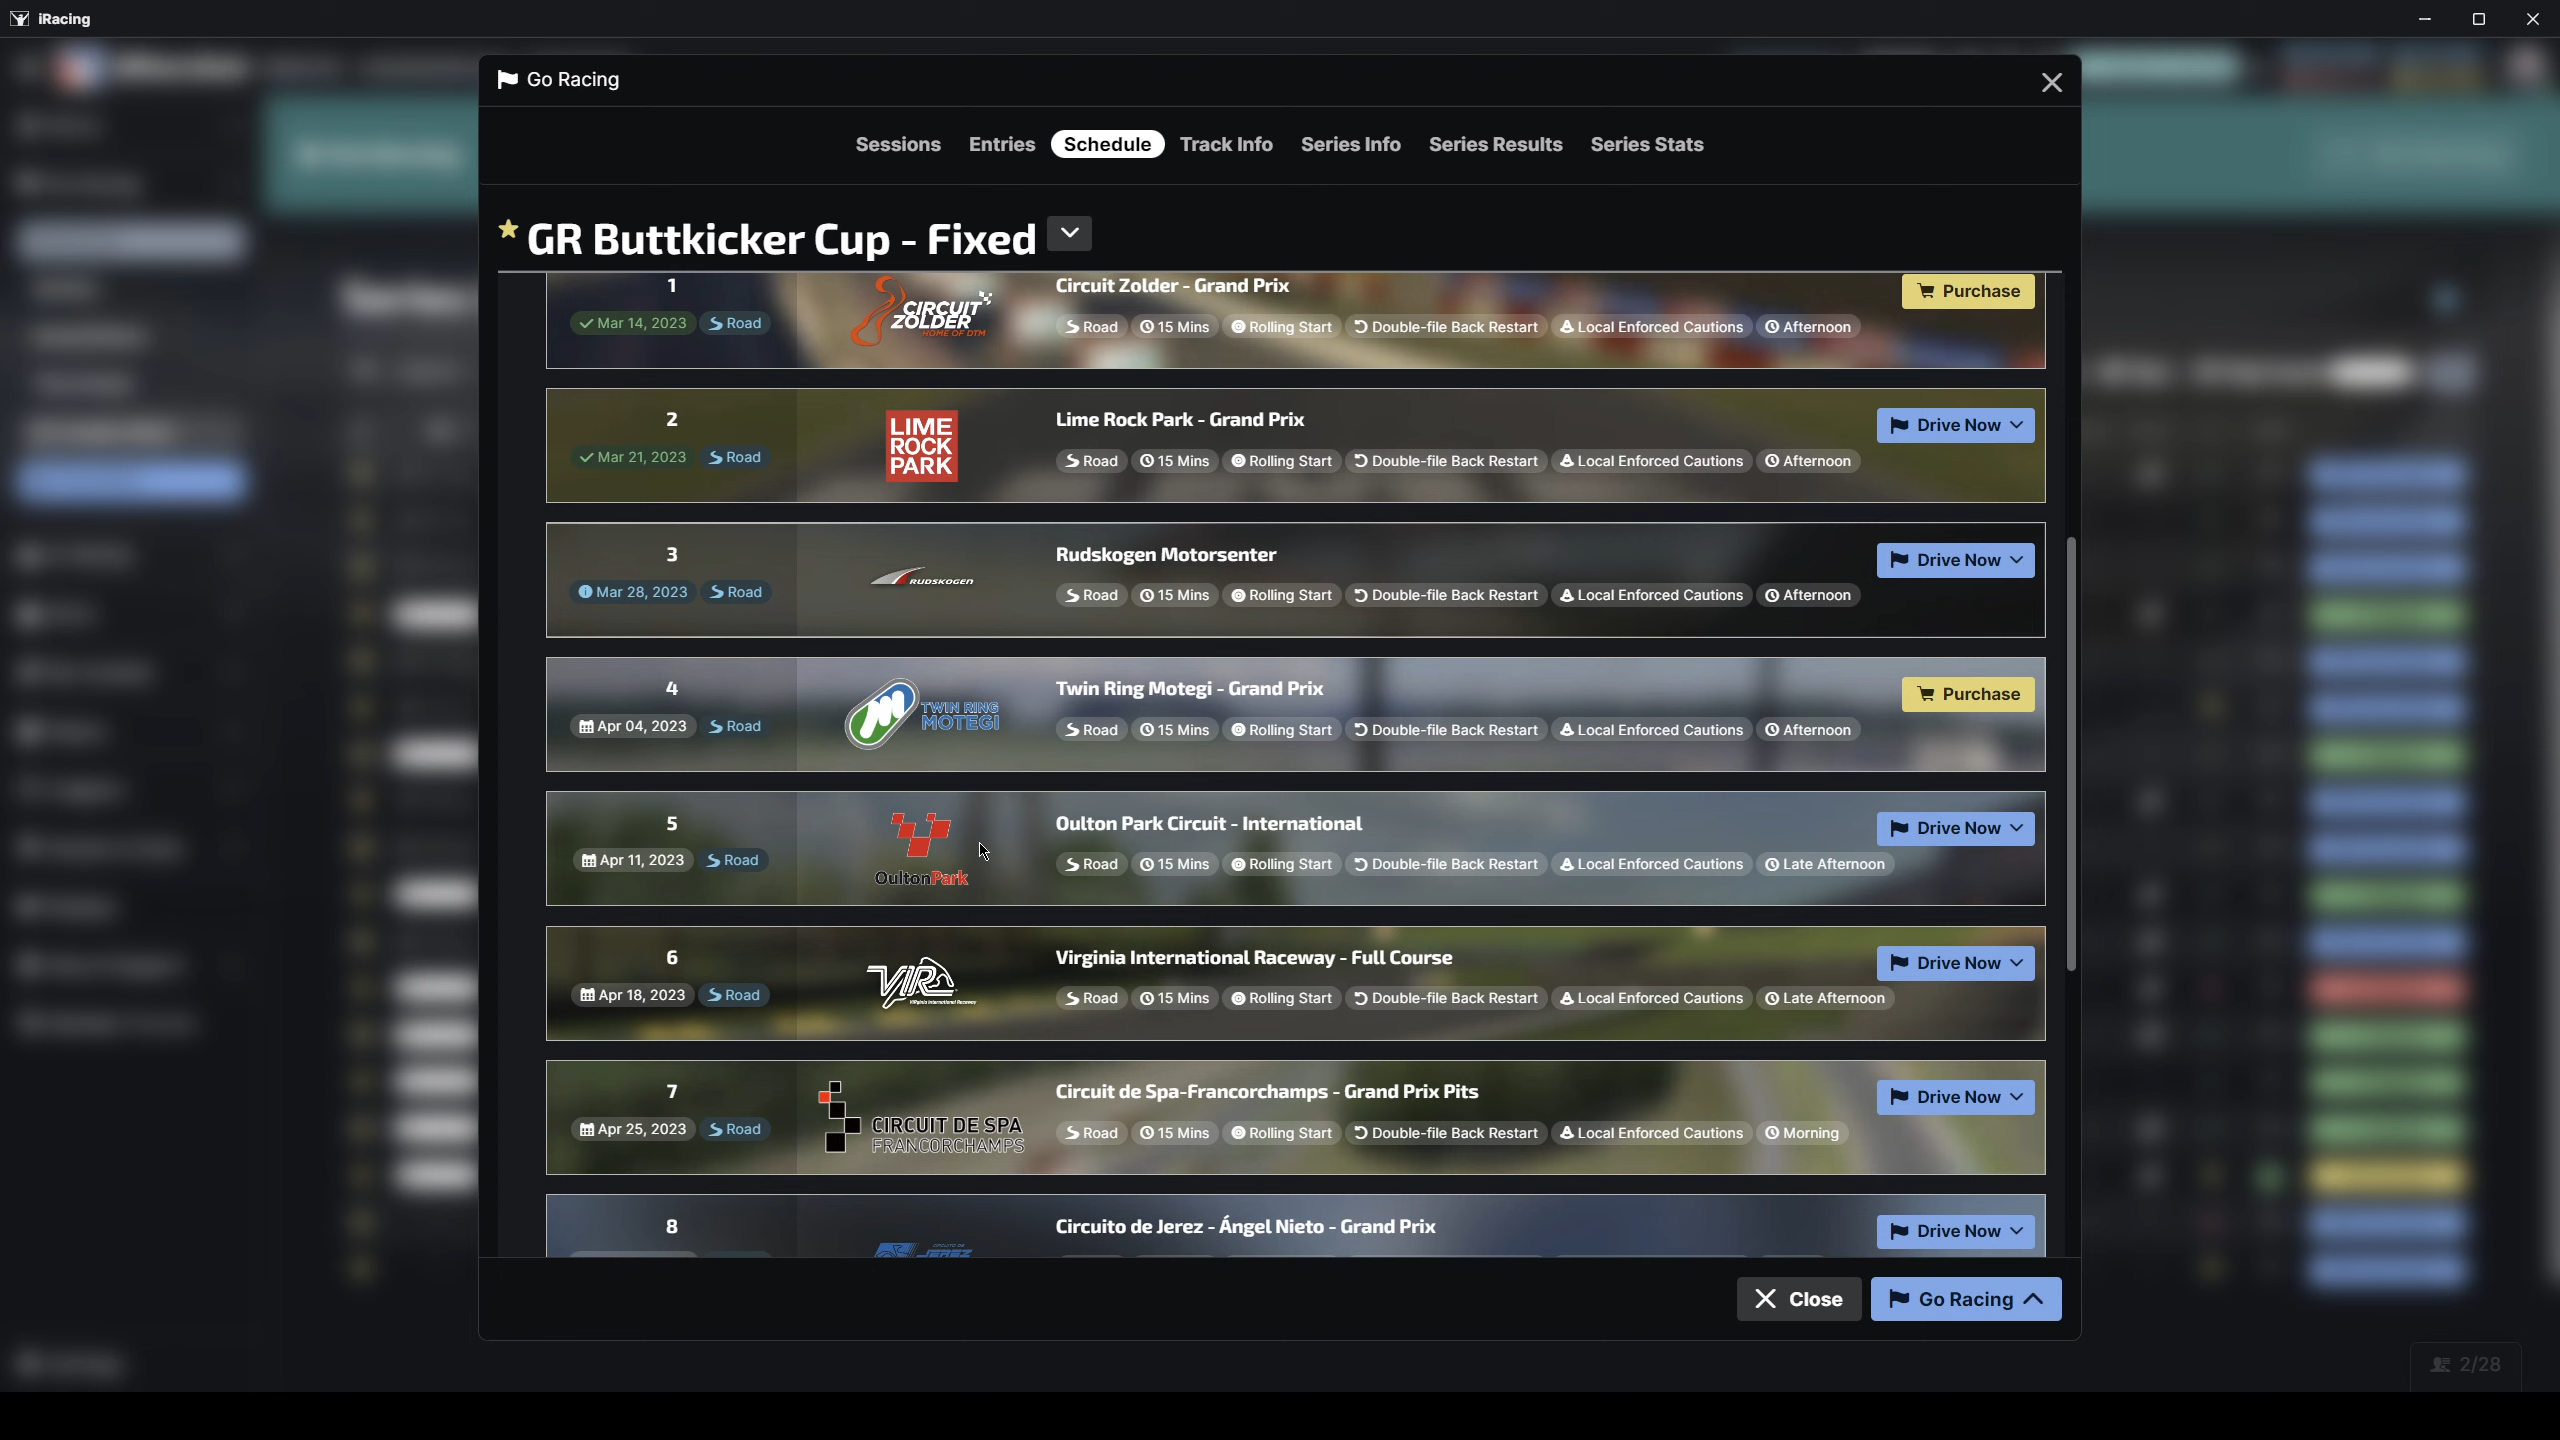 iRacing
Go Racing
Sessions Entries Schedule Track Info Series Info Series Results Series Stats
GR Buttkicker Cup - Fixed
1
Mar 14, 2023 Road
CIRCUIT
ZOLDER
HOME OF DTM
Circuit Zolder - Grand Prix
Road 15 Mins Rolling Start Double-file Back Restart Local Enforced Cautions Afternoon
Purchase
2
Mar 21, 2023 Road
LIME
ROCK
PARK
Lime Rock Park - Grand Prix
Road 15 Mins Rolling Start Double-file Back Restart Local Enforced Cautions Afternoon
Drive Now
3
Mar 28, 2023 Road
RUDSKOGEN
Rudskogen Motorsenter
Road 15 Mins Rolling Start Double-file Back Restart Local Enforced Cautions Afternoon
Drive Now
4
Apr 04, 2023 Road
TWIN RING
MOTEGI
Twin Ring Motegi - Grand Prix
Road 15 Mins Rolling Start Double-file Back Restart Local Enforced Cautions Afternoon
Purchase
5
Apr 11, 2023 Road
OultonPark
Oulton Park Circuit - International
Road 15 Mins Rolling Start Double-file Back Restart Local Enforced Cautions Late Afternoon
Drive Now
6
Apr 18, 2023 Road
VIR
Virginia International Raceway
Virginia International Raceway - Full Course
Road 15 Mins Rolling Start Double-file Back Restart Local Enforced Cautions Late Afternoon
Drive Now
7
Apr 25, 2023 Road
CIRCUIT DE SPA
FRANCORCHAMPS
Circuit de Spa-Francorchamps - Grand Prix Pits
Road 15 Mins Rolling Start Double-file Back Restart Local Enforced Cautions Morning
Drive Now
8
Circuito de Jerez - Ángel Nieto - Grand Prix
Drive Now
Close Go Racing
2/28